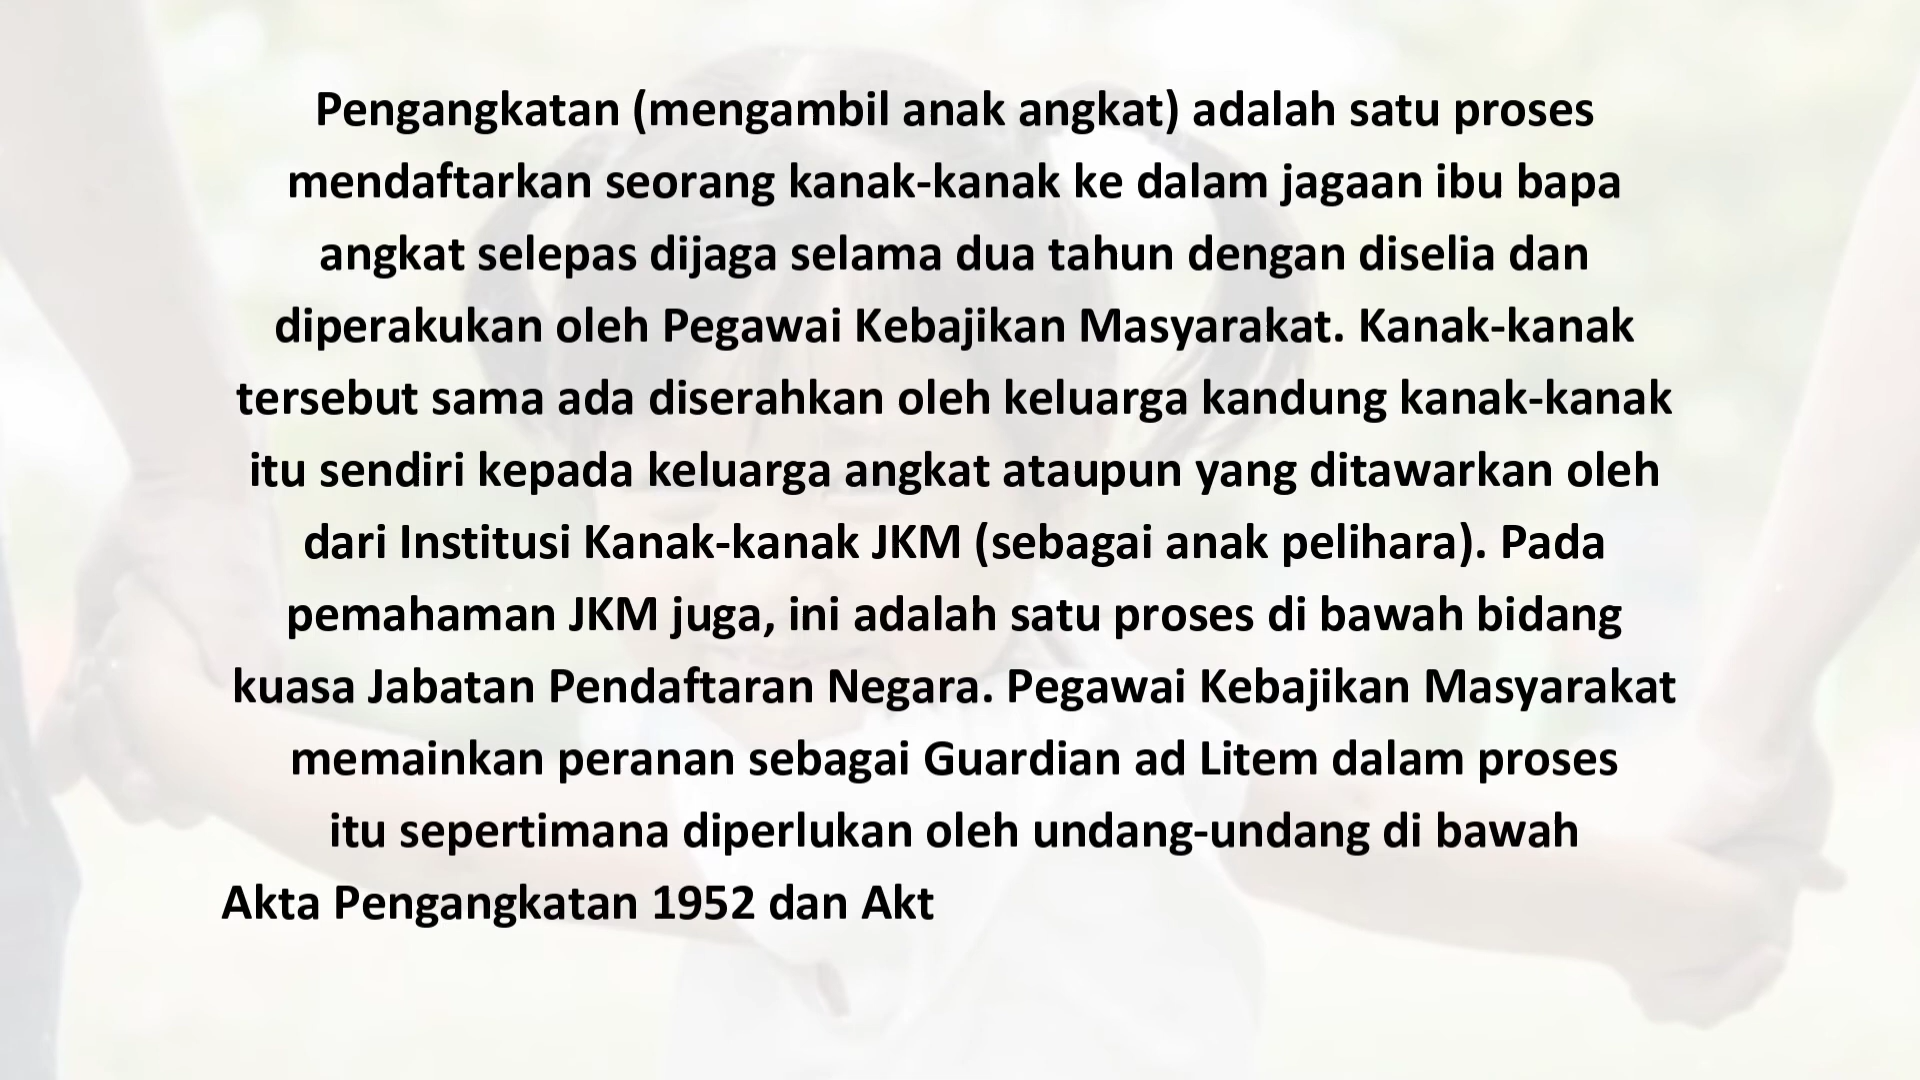 Pengangkatan (mengambil anak angkat) adalah satu proses
mendaftarkan seorang kanak-kanak ke dalam jagaan ibu bapa
angkat selepas dijaga selama dua tahun dengan diselia dan
diperakukan oleh Pegawai Kebajikan Masyarakat. Kanak-kanak
tersebut sama ada diserahkan oleh keluarga kandung kanak-kanak
itu sendiri kepada keluarga angkat ataupun yang ditawarkan oleh
dari Institusi Kanak-kanak JKM (sebagai anak pelihara). Pada
pemahaman JKM juga, ini adalah satu proses di bawah bidang
kuasa Jabatan Pendaftaran Negara. Pegawai Kebajikan Masyarakat
memainkan peranan sebagai Guardian ad Litem dalam proses
itu sepertimana diperlukan oleh undang-undang di bawah
Akta Pengangkatan 1952 dan Akt